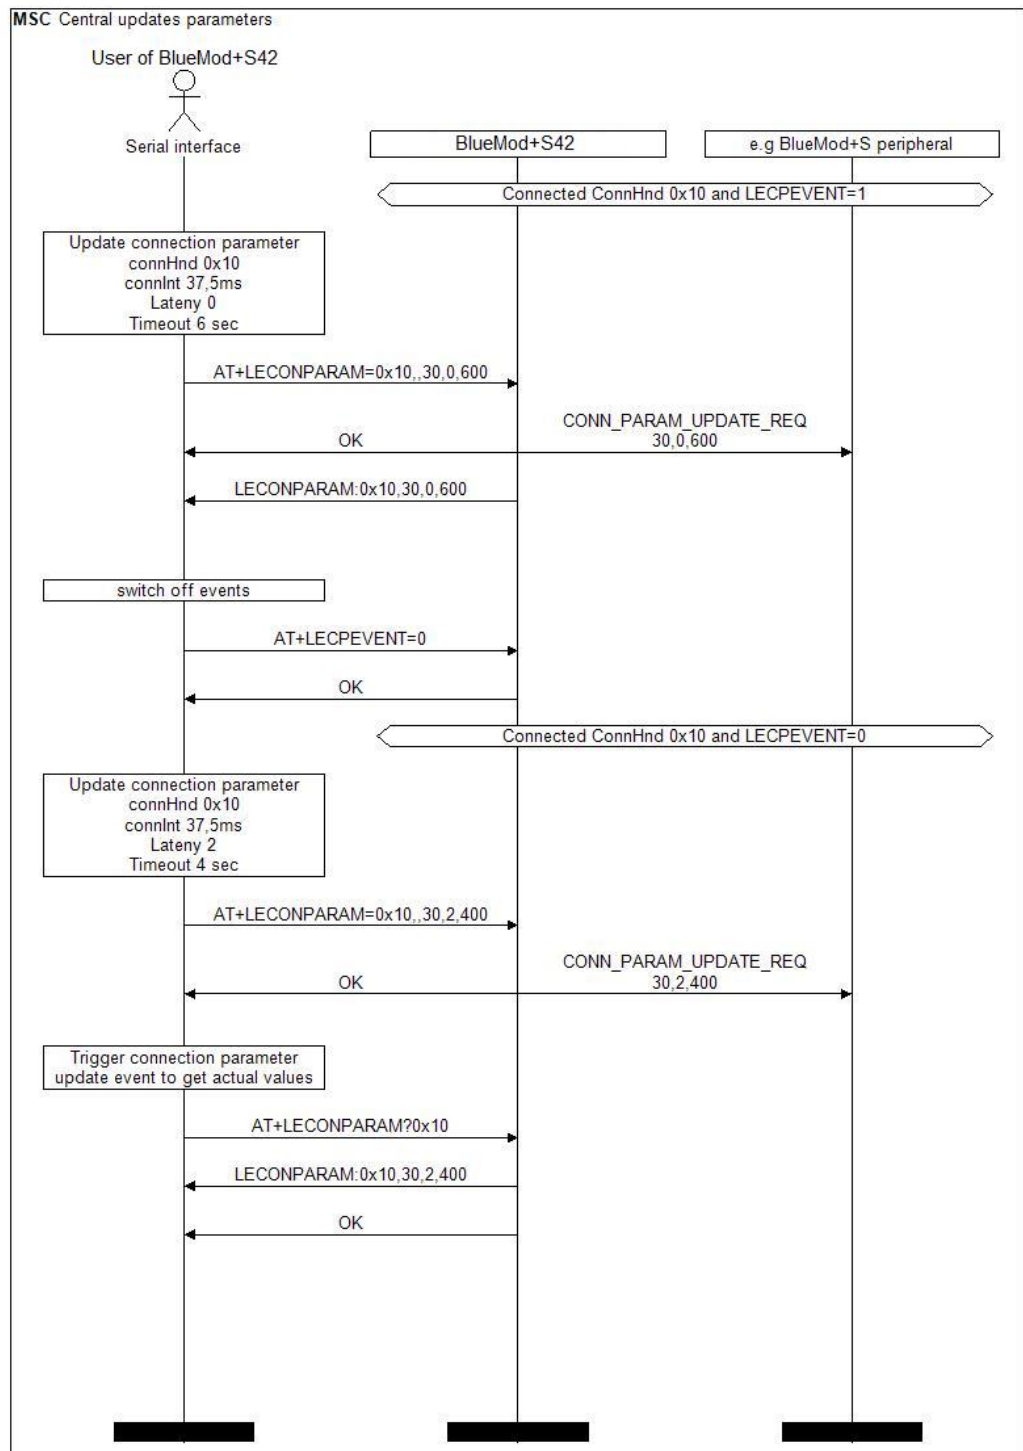 MSC Central updates parameters
User of BlueMod+S42
Serial interface
BlueMod+S42
e.g BlueMod+S peripheral
Connected ConnHnd 0x10 and LECPEVENT=1
Update connection parameter
connHnd 0x10
connInt 37,5ms
Lateny 0
Timeout 6 sec
AT+LECONPARAM=0x10,,30,0,600
CONN_PARAM_UPDATE_REQ
OK
30,0,600
LECONPARAM:0x10,30,0,600
switch off events
AT+LECPEVENT=0
OK
Connected ConnHnd 0x10 and LECPEVENT=0
Update connection parameter
connHnd 0x10
connInt 37,5ms
Lateny 2
Timeout 4 sec
AT+LECONPARAM=0x10,,30,2,400
CONN_PARAM_UPDATE_REQ
OK
30,2,400
Trigger connection parameter
update event to get actual values
AT+LECONPARAM?0x10
LECONPARAM:0x10,30,2,400
OK